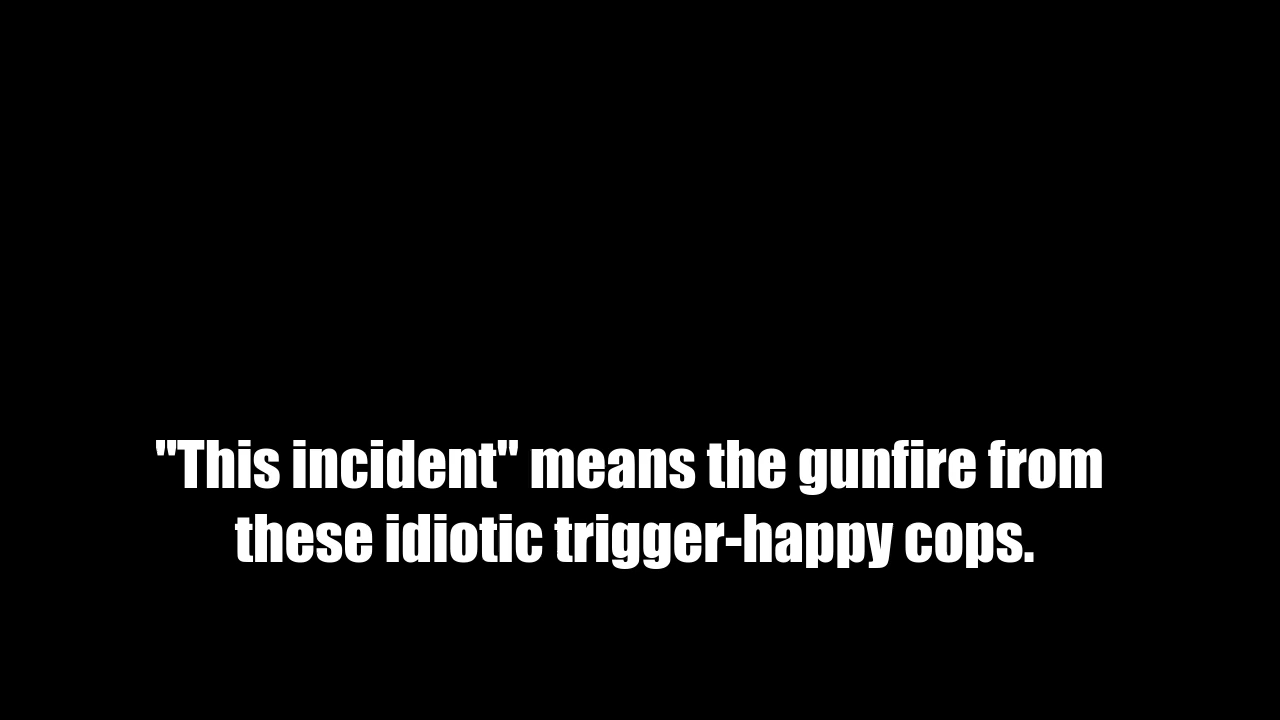 "This incident" means the gunfire from
these idiotic trigger-happy cops.